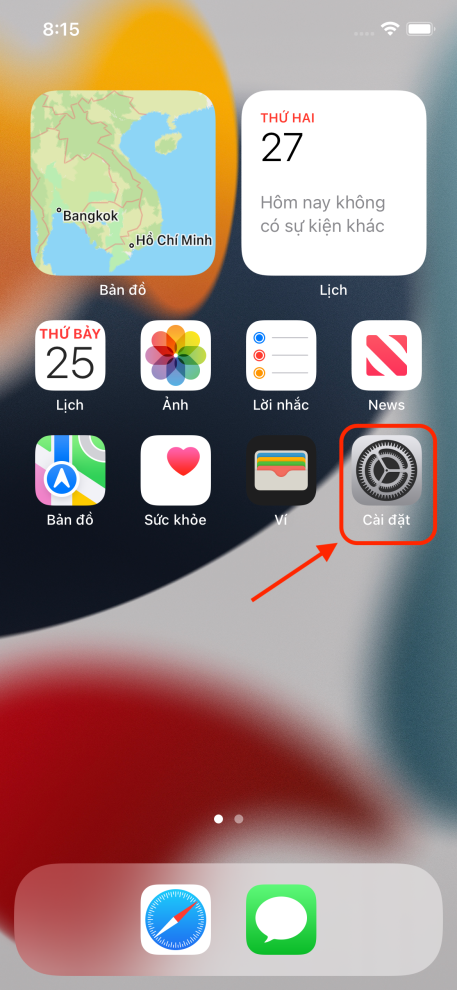 8:15
Bangkok
Hồ Chí Minh
Bản đồ
THỨ HAI
27
Hôm nay không
có sự kiện khác
Lịch
THỨ BẢY
25
Lịch
Ảnh
Lời nhắc
News
Bản đồ
Sức khỏe
Ví
Cài đặt